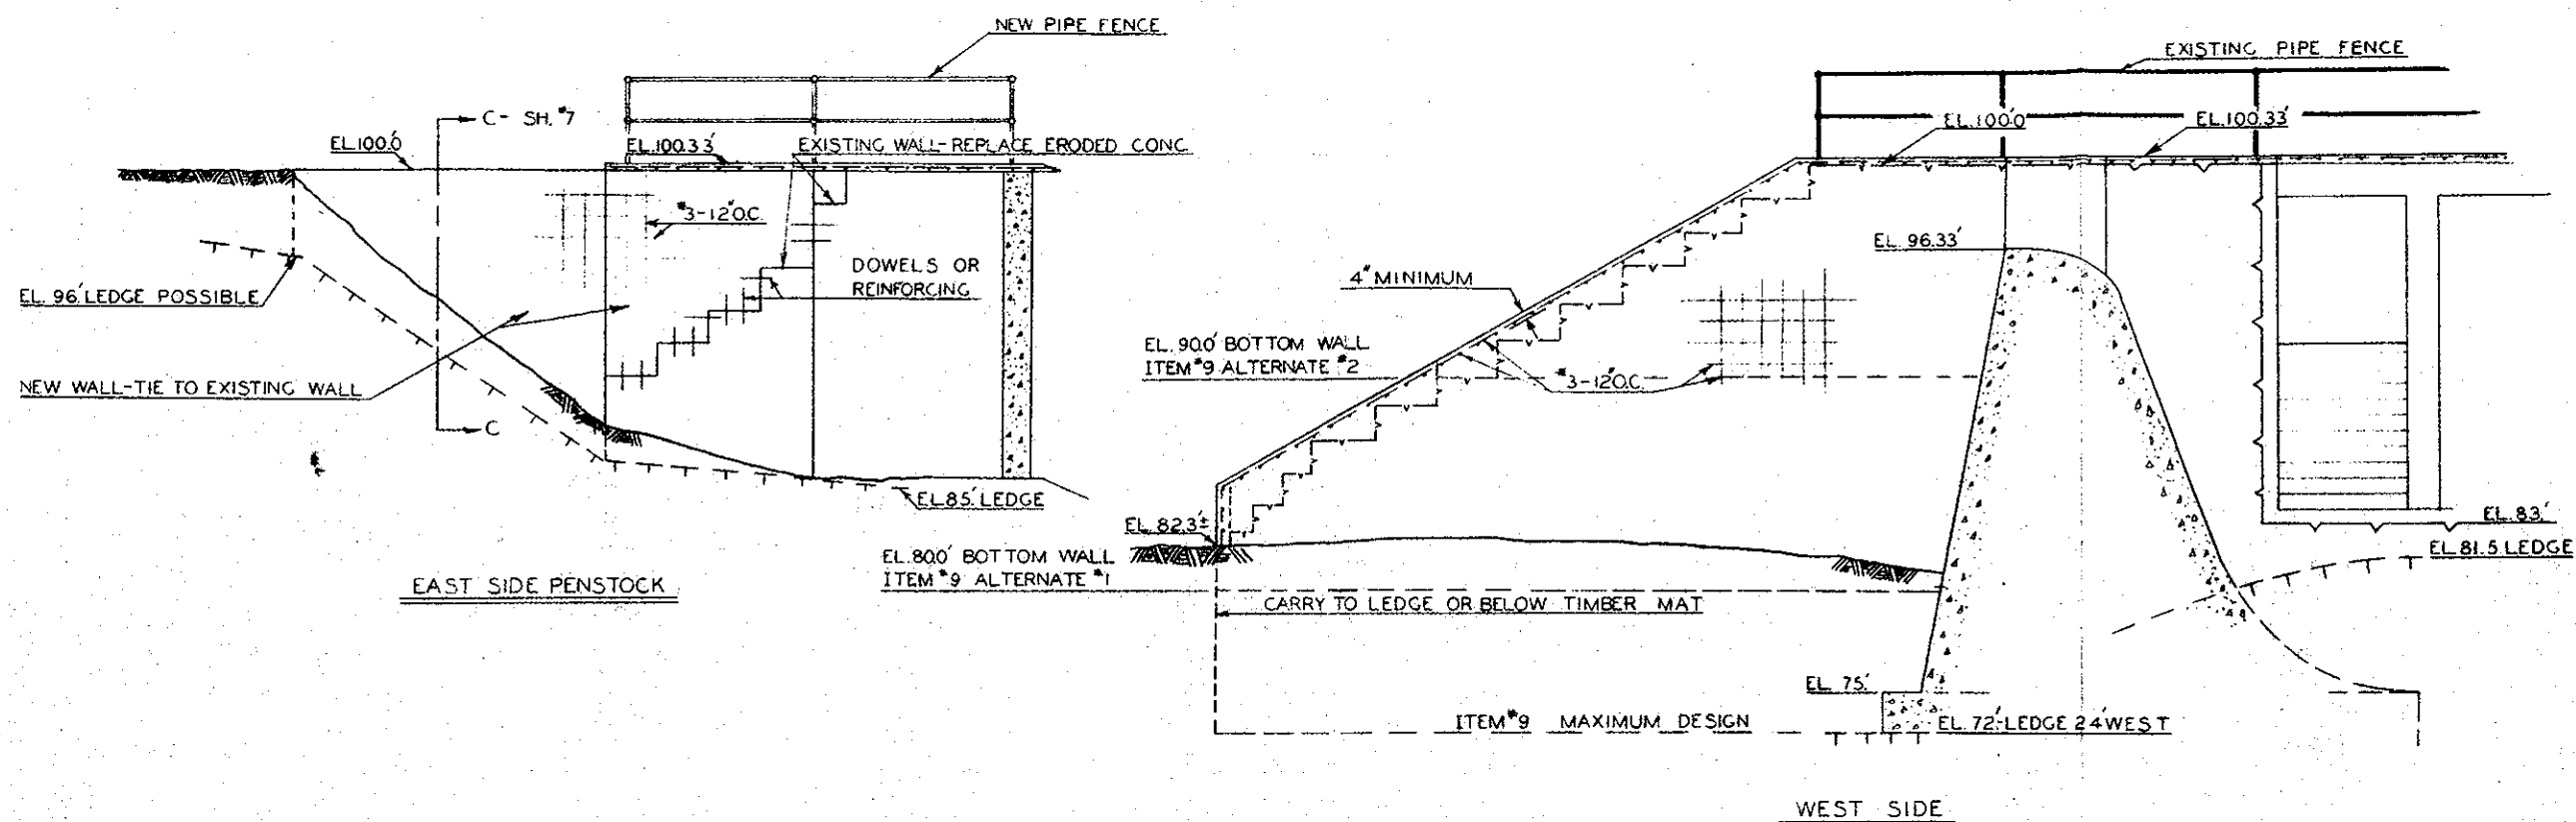 NEW PIPE FENCE
C- SH. #7
EL.100.0'
EL.100.33'
EXISTING WALL-REPLACE ERODED CONC
#3-12"O.C.
DOWELS OR
REINFORCING
EL. 96.' LEDGE POSSIBLE
NEW WALL-TIE TO EXISTING WALL
C
EL.85.' LEDGE
EAST SIDE PENSTOCK
EXISTING PIPE FENCE
EL.100.0'
EL.100.33'
EL. 96.33'
4" MINIMUM
EL. 90.0' BOTTOM WALL
ITEM #9 ALTERNATE #2
#3-12"O.C.
EL. 82.3'±
EL. 83.'
EL.80.0' BOTTOM WALL
ITEM #9 ALTERNATE #1
EL.81.5 LEDGE
CARRY TO LEDGE OR BELOW TIMBER MAT
EL. 75.'
ITEM #9 MAXIMUM DESIGN
EL. 72.'-LEDGE 24' WEST
WEST SIDE